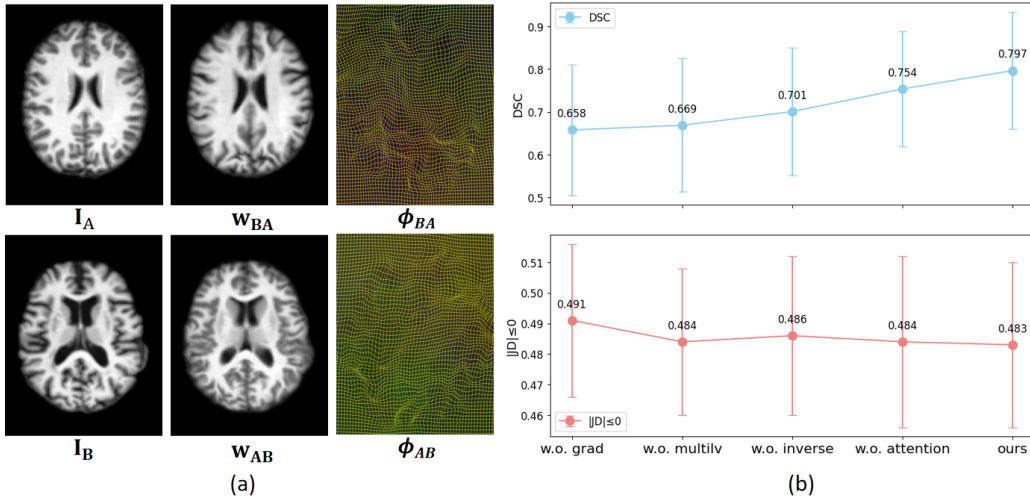 I_A
w_BA
ϕ_BA
I_B
w_AB
ϕ_AB
(a)
0.9
0.8
0.7
0.6
0.5
DSC
DSC
0.658
0.669
0.701
0.754
0.797
0.51
0.50
0.49
0.48
0.47
0.46
|JD|≤0
|JD|≤0
0.491
0.484
0.486
0.484
0.483
w.o. grad
w.o. multilv
w.o. inverse
w.o. attention
ours
(b)